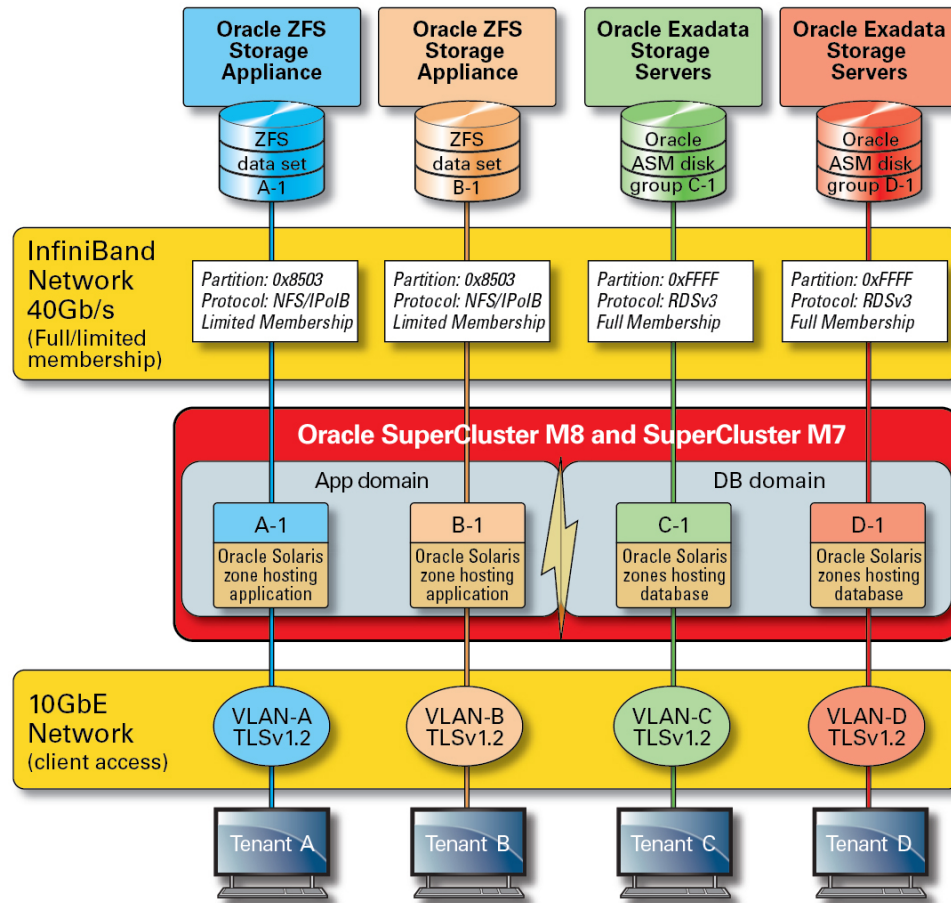 Oracle ZFS
Storage
Appliance
Oracle ZFS
Storage
Appliance
Oracle Exadata
Storage
Servers
Oracle Exadata
Storage
Servers
ZFS
data set
A-1
ZFS
data set
B-1
Oracle
ASM disk
group C-1
Oracle
ASM disk
group D-1
InfiniBand
Network
40Gb/s
(Full/limited
membership)
Partition: 0x8503
Protocol: NFS/IPoIB
Limited Membership
Partition: 0x8503
Protocol: NFS/IPoIB
Limited Membership
Partition: 0xFFFF
Protocol: RDSv3
Full Membership
Partition: 0xFFFF
Protocol: RDSv3
Full Membership
Oracle SuperCluster M8 and SuperCluster M7
App domain
DB domain
A-1
Oracle Solaris
zone hosting
application
B-1
Oracle Solaris
zone hosting
application
C-1
Oracle Solaris
zones hosting
database
D-1
Oracle Solaris
zones hosting
database
10GbE
Network
(client access)
VLAN-A
TLSv1.2
VLAN-B
TLSv1.2
VLAN-C
TLSv1.2
VLAN-D
TLSv1.2
Tenant A
Tenant B
Tenant C
Tenant D